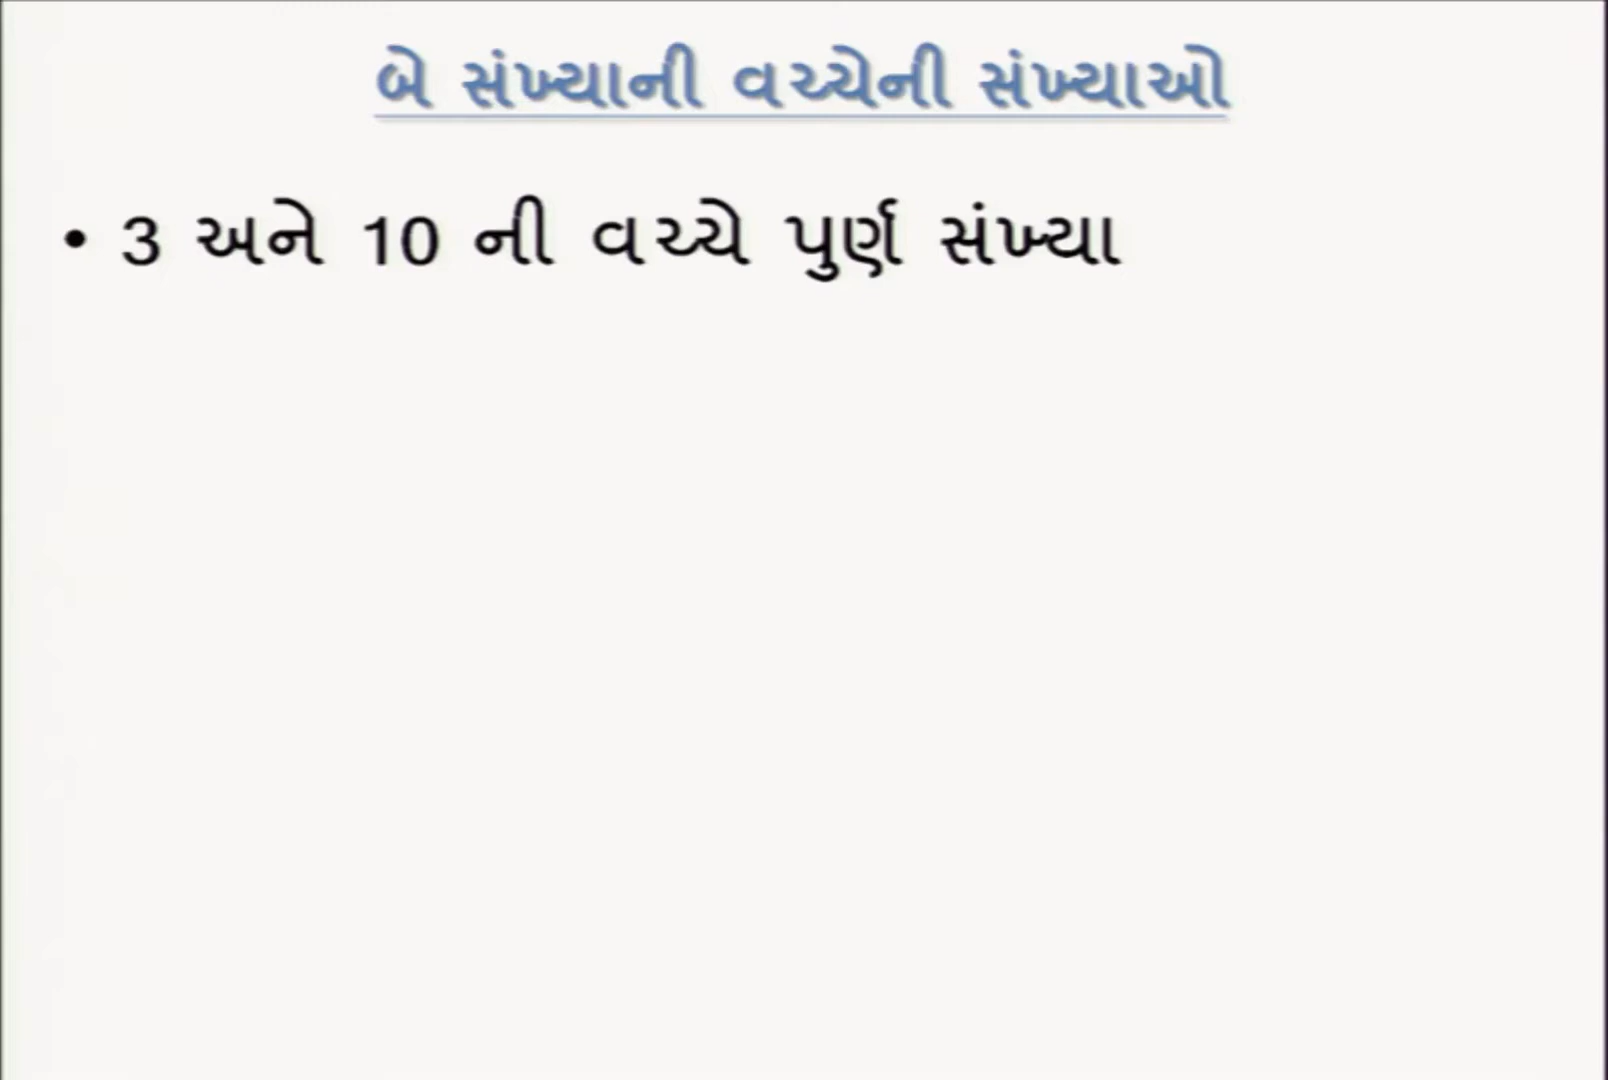 બે સંખ્યાની વચ્ચેની સંખ્યાઓ
• 3 અને 10 ની વચ્ચે પુર્ણ સંખ્યા